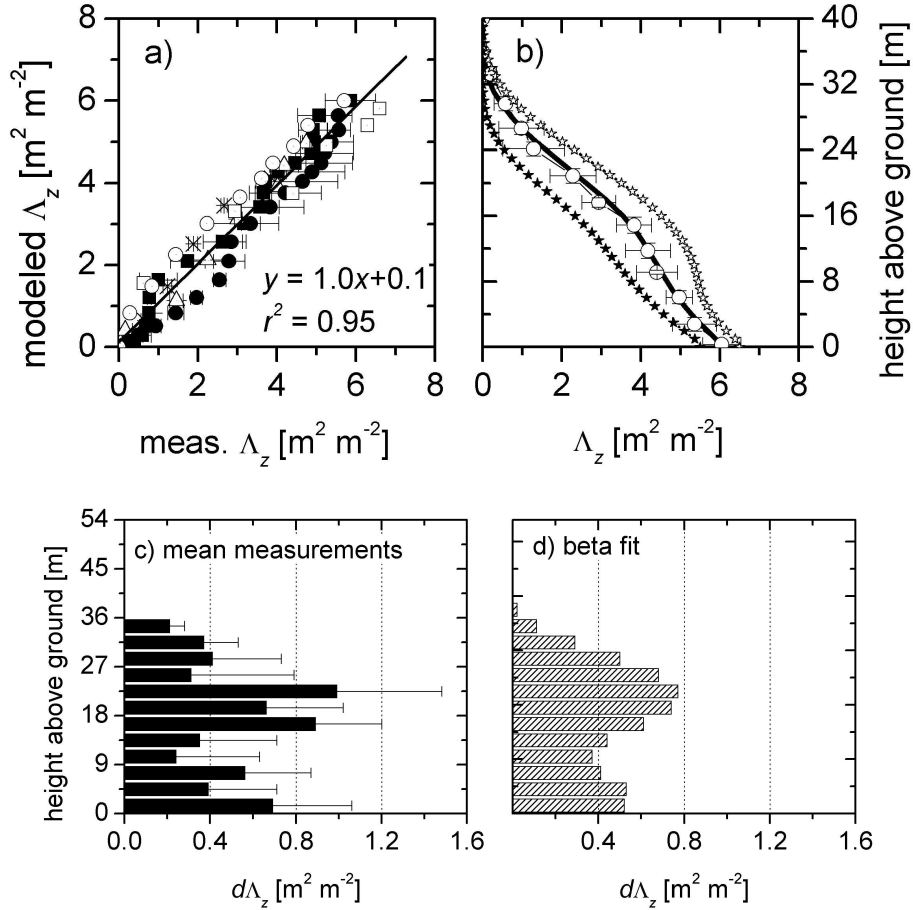 a)
modeled Λz [m² m⁻²]
8
6
4
2
0
y = 1.0x+0.1
r² = 0.95
0 2 4 6 8
meas. Λz [m² m⁻²]
b)
40
32
24
16
8
0
height above ground [m]
0 2 4 6 8
Λz [m² m⁻²]
c) mean measurements
height above ground [m]
54
45
36
27
18
9
0
0.0 0.4 0.8 1.2 1.6
dΛz [m² m⁻²]
d) beta fit
0.4 0.8 1.2 1.6
dΛz [m² m⁻²]